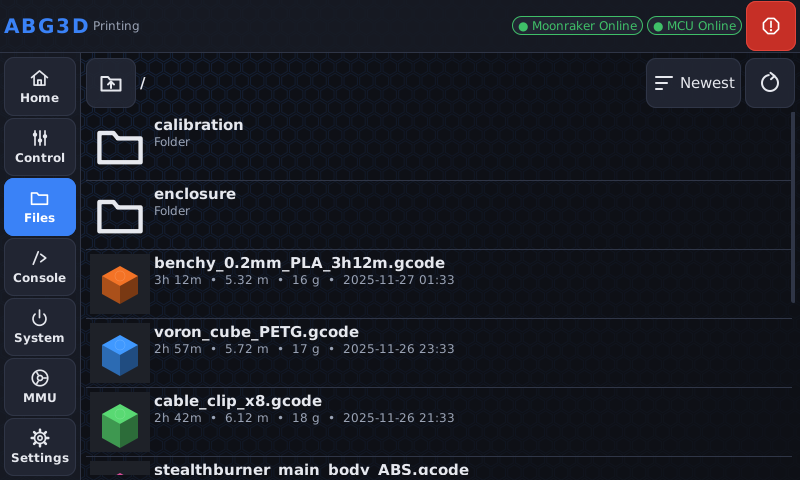 ABG3D Printing
Moonraker Online
MCU Online
Home
Control
Files
Console
System
MMU
Settings
/
Newest
calibration
Folder
enclosure
Folder
benchy_0.2mm_PLA_3h12m.gcode
3h 12m • 5.32 m • 16 g • 2025-11-27 01:33
voron_cube_PETG.gcode
2h 57m • 5.72 m • 17 g • 2025-11-26 23:33
cable_clip_x8.gcode
2h 42m • 6.12 m • 18 g • 2025-11-26 21:33
stealthburner_main_body_ABS.gcode